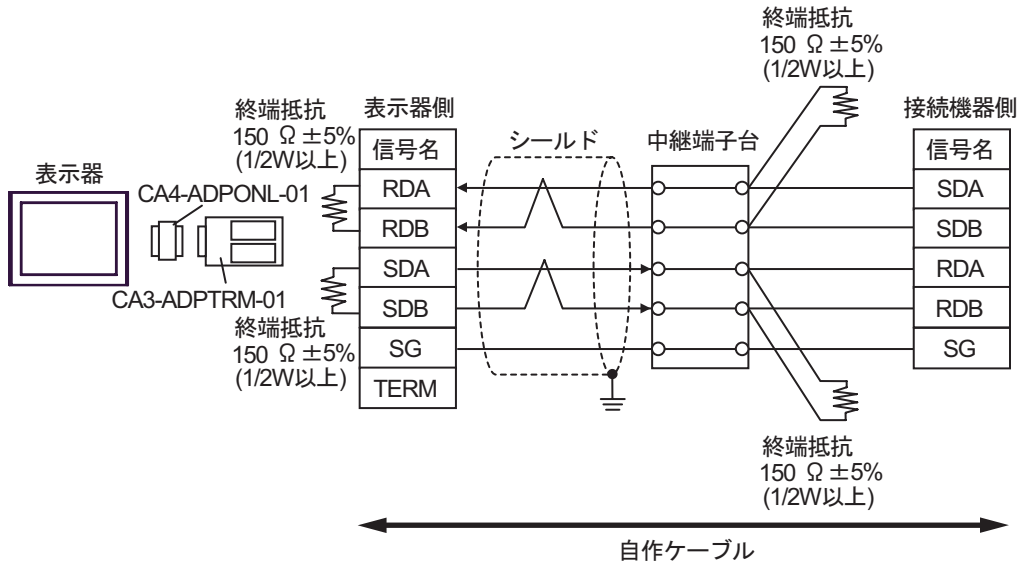 終端抵抗
150 Ω ±5%
(1/2W以上)
表示器
CA4-ADPONL-01
CA3-ADPTRM-01
終端抵抗
150 Ω ±5%
(1/2W以上)
終端抵抗
150 Ω ±5%
(1/2W以上)
表示器側
信号名
RDA
RDB
SDA
SDB
SG
TERM
シールド
中継端子台
接続機器側
信号名
SDA
SDB
RDA
RDB
SG
終端抵抗
150 Ω ±5%
(1/2W以上)
自作ケーブル